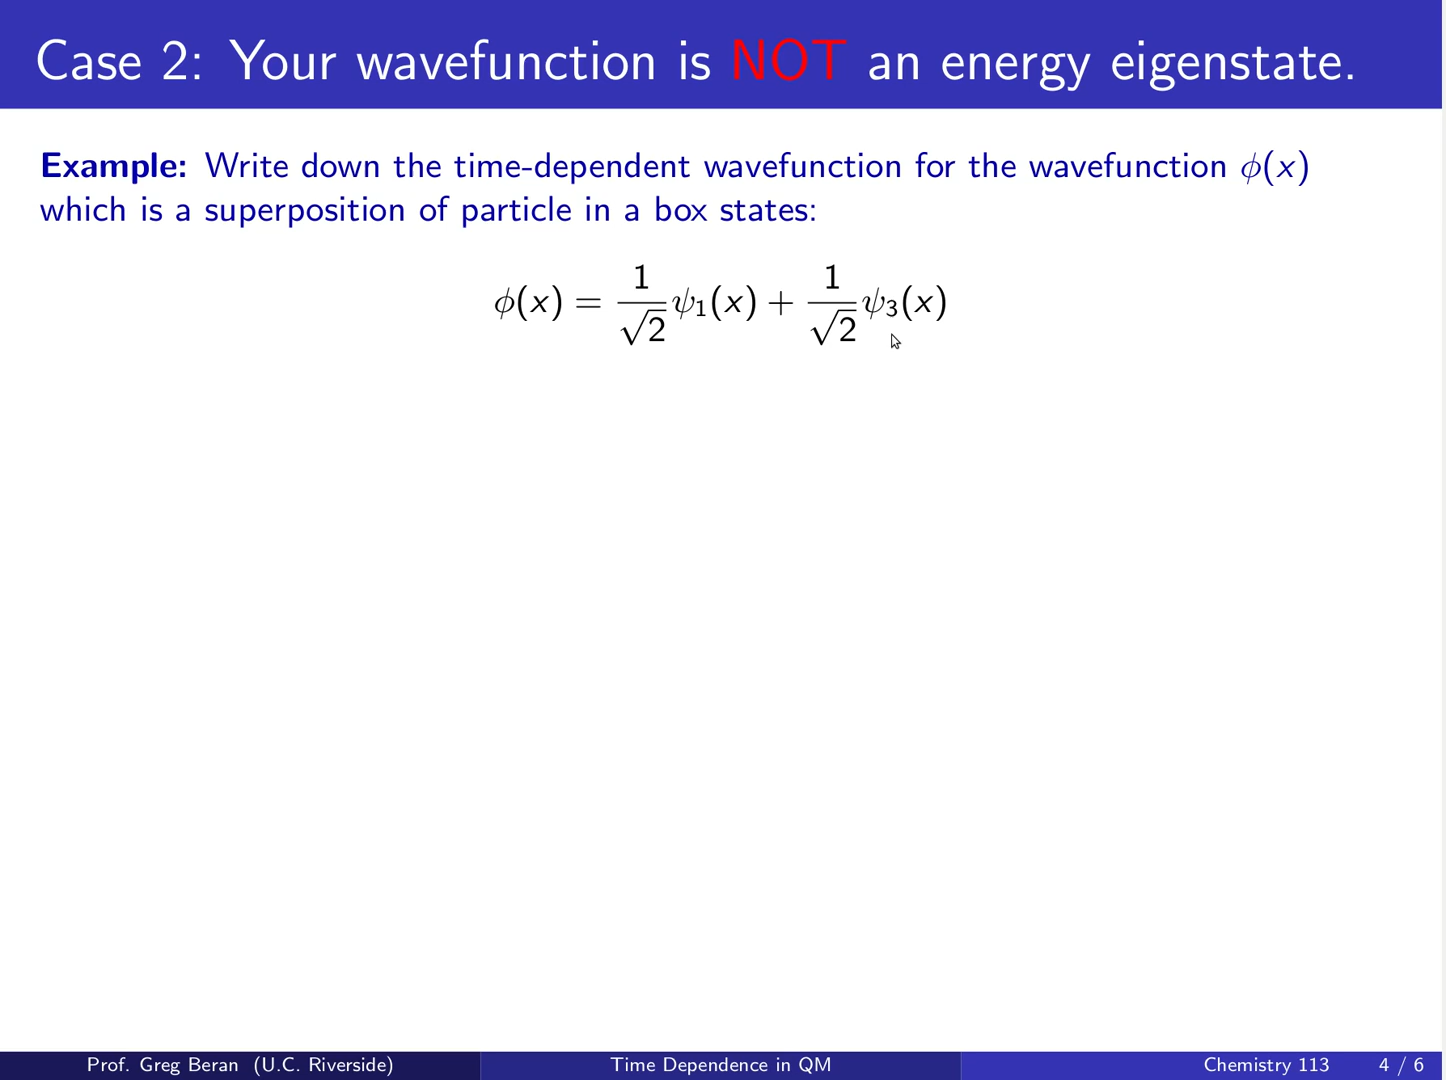 Case 2: Your wavefunction is NOT an energy eigenstate.
Example: Write down the time-dependent wavefunction for the wavefunction ϕ(x)
which is a superposition of particle in a box states:
ϕ(x) = 1/√2 ψ₁(x) + 1/√2 ψ₃(x)
Prof. Greg Beran (U.C. Riverside) Time Dependence in QM Chemistry 113 4 / 6